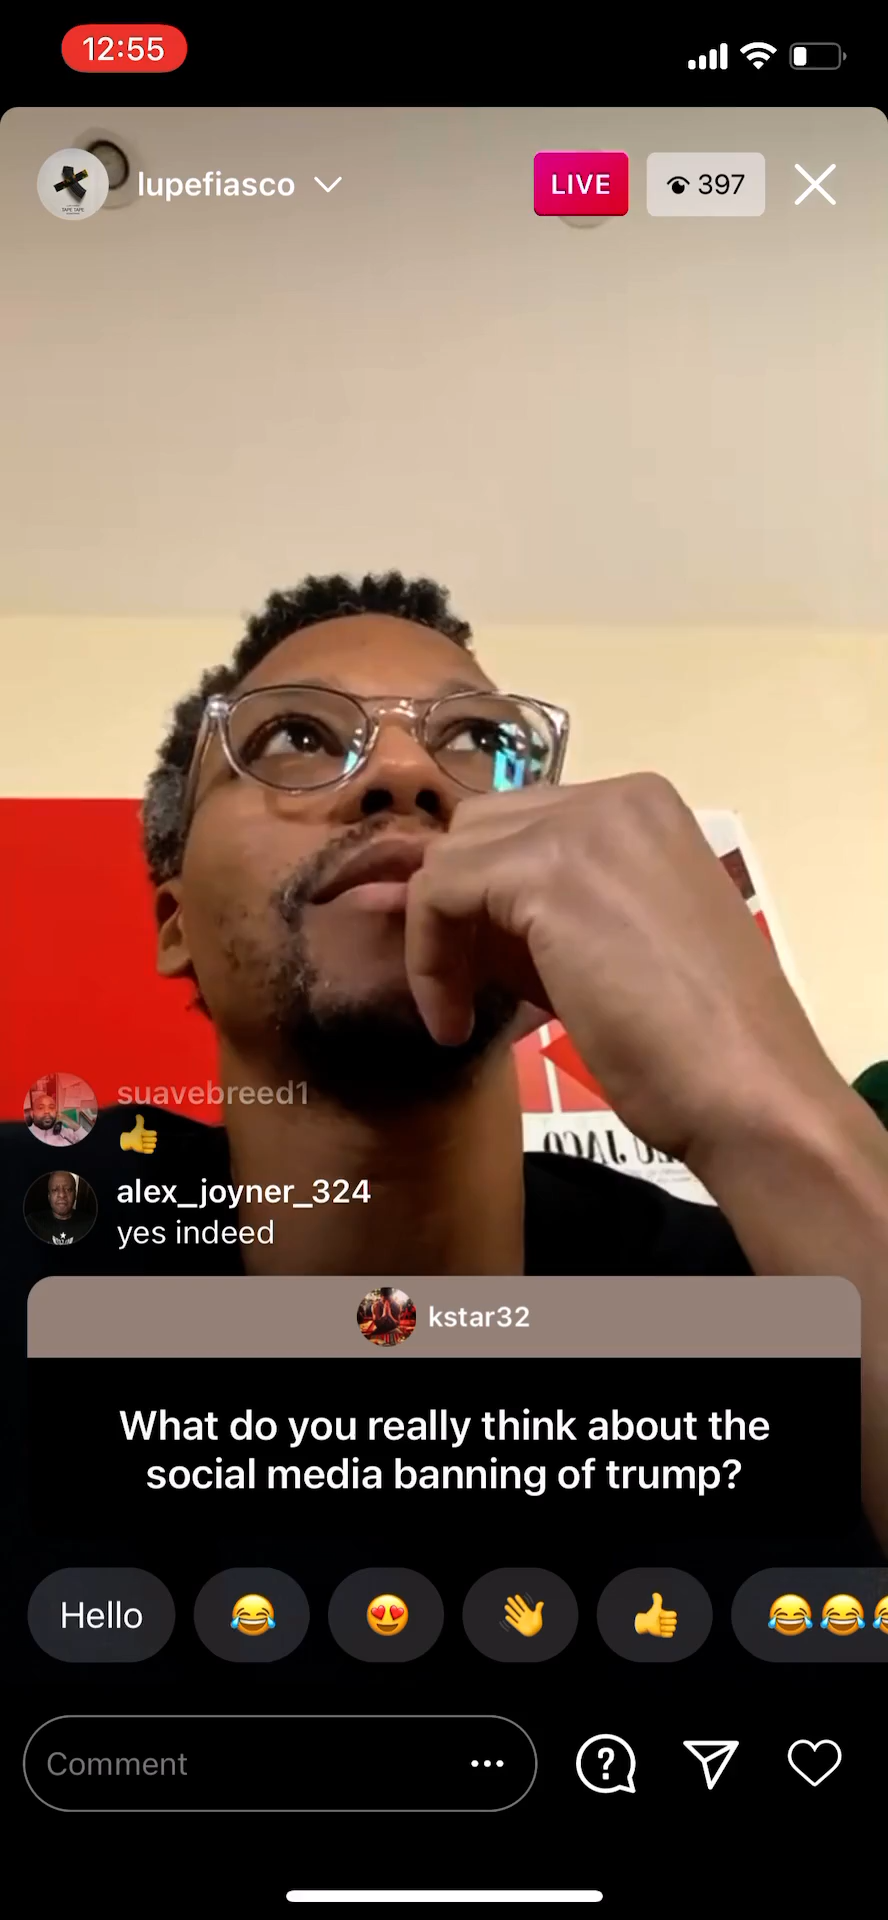 12:55
lupefiasco
LIVE
397
suavebreed1
👍
alex_joyner_324
yes indeed
kstar32
What do you really think about the
social media banning of trump?
Hello
😂
😍
👋
👍
😂😂😂
Comment